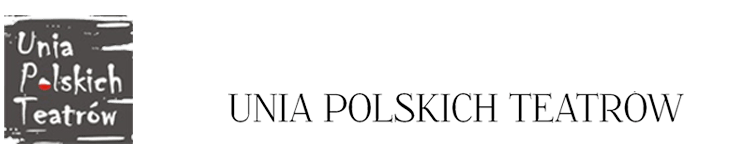 Unia
Polskich
Teatrów
UNIA POLSKICH TEATRÓW